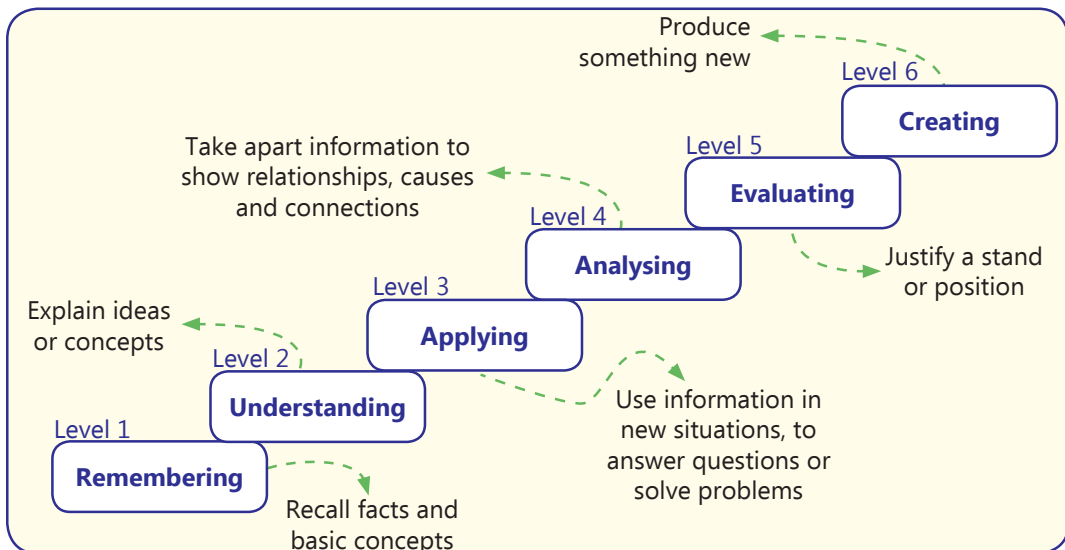 Produce
something new
Level 6
Creating
Take apart information to
show relationships, causes
and connections
Level 5
Evaluating
Level 4
Analysing
Justify a stand
or position
Level 3
Applying
Explain ideas
or concepts
Level 2
Understanding
Use information in
new situations, to
answer questions or
solve problems
Level 1
Remembering
Recall facts and
basic concepts